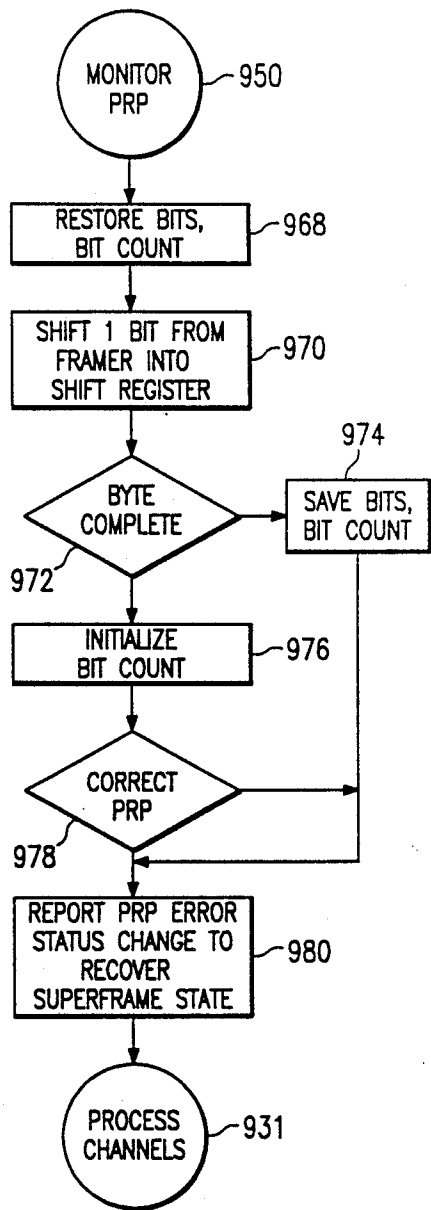 MONITOR
PRP
950
RESTORE BITS,
BIT COUNT
968
SHIFT 1 BIT FROM
FRAMER INTO
SHIFT REGISTER
970
BYTE
COMPLETE
972
974
SAVE BITS,
BIT COUNT
INITIALIZE
BIT COUNT
976
CORRECT
PRP
978
REPORT PRP ERROR
STATUS CHANGE TO
RECOVER
SUPERFRAME STATE
980
PROCESS
CHANNELS
931